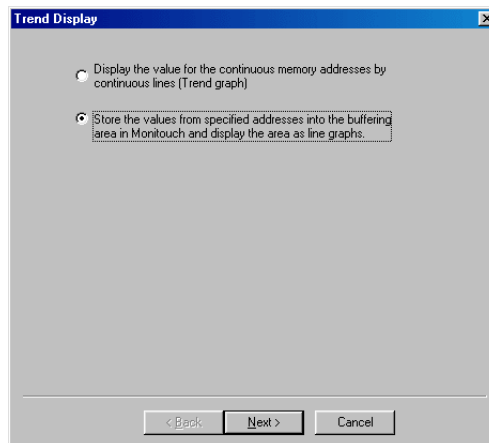 Trend Display
Display the value for the continuous memory addresses by
continuous lines (Trend graph)
Store the values from specified addresses into the buffering
area in Monitouch and display the area as line graphs.
< Back
Next >
Cancel